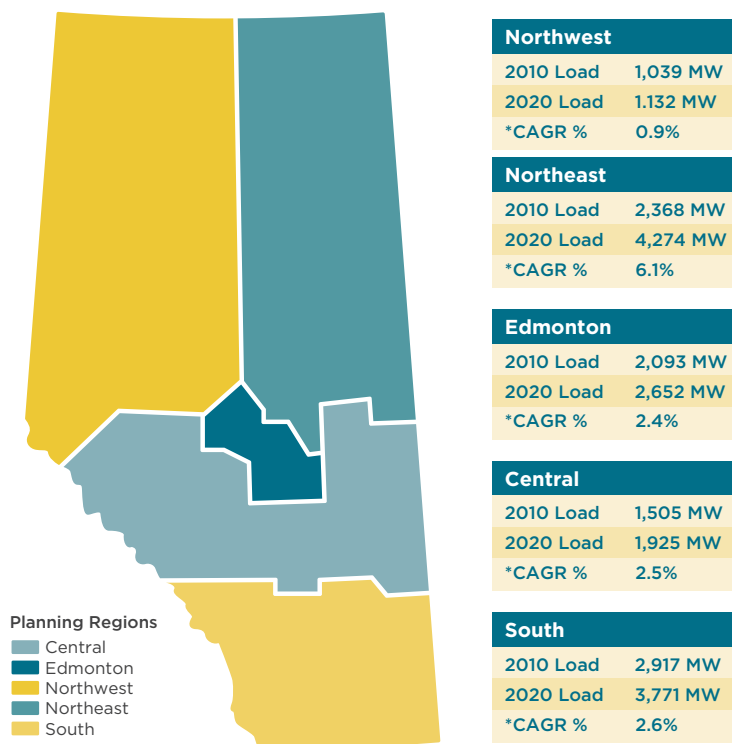 Northwest
2010 Load 1,039 MW
2020 Load 1.132 MW
*CAGR % 0.9%
Northeast
2010 Load 2,368 MW
2020 Load 4,274 MW
*CAGR % 6.1%
Edmonton
2010 Load 2,093 MW
2020 Load 2,652 MW
*CAGR % 2.4%
Central
2010 Load 1,505 MW
2020 Load 1,925 MW
*CAGR % 2.5%
South
2010 Load 2,917 MW
2020 Load 3,771 MW
*CAGR % 2.6%
Planning Regions
Central
Edmonton
Northwest
Northeast
South